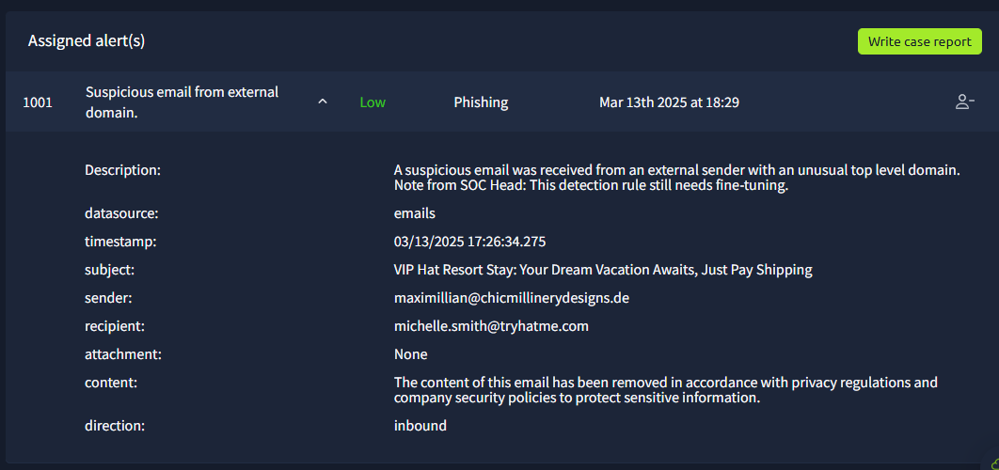 Assigned alert(s)
Write case report
1001
Suspicious email from external
domain.
Low
Phishing
Mar 13th 2025 at 18:29
Description:
A suspicious email was received from an external sender with an unusual top level domain.
Note from SOC Head: This detection rule still needs fine-tuning.
datasource:
emails
timestamp:
03/13/2025 17:26:34.275
subject:
VIP Hat Resort Stay: Your Dream Vacation Awaits, Just Pay Shipping
sender:
maximillian@chicmillinerydesigns.de
recipient:
michelle.smith@tryhatme.com
attachment:
None
content:
The content of this email has been removed in accordance with privacy regulations and
company security policies to protect sensitive information.
direction:
inbound